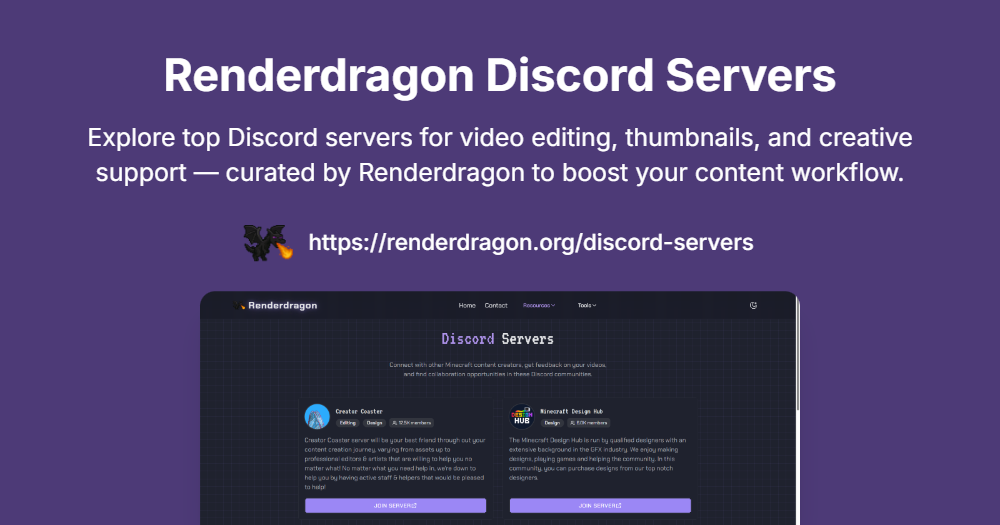 Renderdragon Discord Servers
Explore top Discord servers for video editing, thumbnails, and creative
support — curated by Renderdragon to boost your content workflow.
https://renderdragon.org/discord-servers
Renderdragon
Home Contact Resources Tools
Discord Servers
Connect with other Minecraft content creators, get feedback on your videos,
and find collaboration opportunities in these Discord communities.
Creator Coaster
Editing Design 12.5K members
Creator Coaster server will be your best friend through out your
content creation journey, varying from assets up to
professional editors & artists that are willing to help you no
matter what! No matter what you need help in, we're down to
help you by having active staff & helpers that would be pleased
to help!
JOIN SERVER
DESIGN
HUB
Minecraft Design Hub
Design 5.0K members
The Minecraft Design Hub is run by qualified designers with an
extensive background in the GFX industry. We enjoy making
designs, playing games and helping the community. In this
community, you can purchase designs from our top notch
designers.
JOIN SERVER